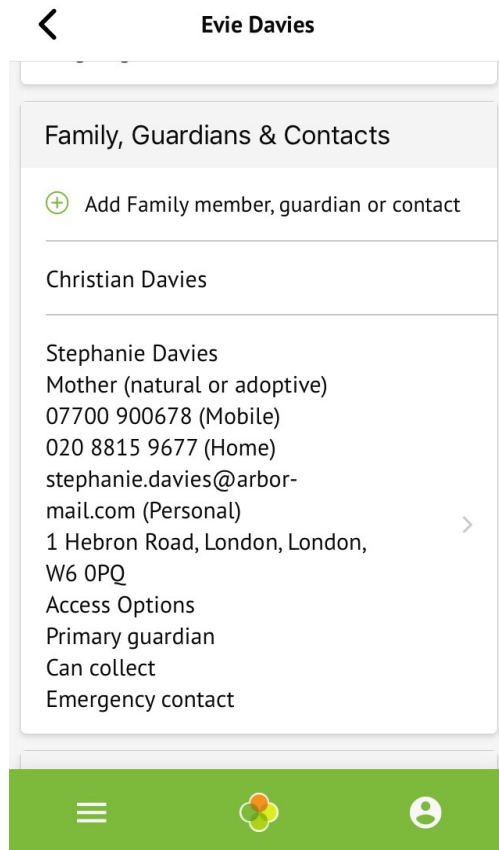 Evie Davies
Family, Guardians & Contacts
Add Family member, guardian or contact
Christian Davies
Stephanie Davies
Mother (natural or adoptive)
07700 900678 (Mobile)
020 8815 9677 (Home)
stephanie.davies@arbor-
mail.com (Personal)
1 Hebron Road, London, London,
W6 0PQ
Access Options
Primary guardian
Can collect
Emergency contact